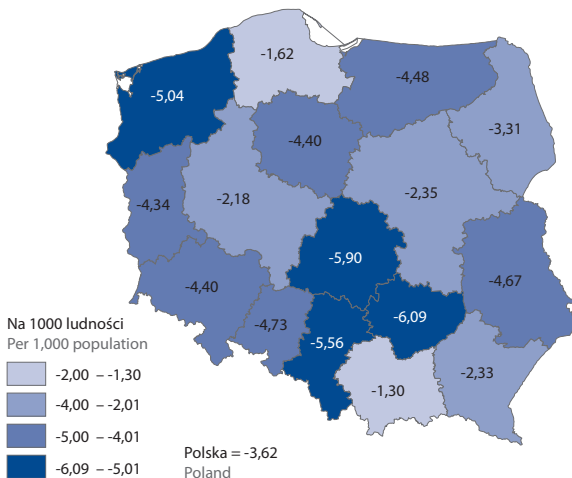 -1,62
-4,48
-5,04
-3,31
-4,40
-2,18
-2,35
-4,34
-5,90
-4,67
-4,40
-4,73
-6,09
-5,56
-2,33
-1,30
Na 1000 ludności
Per 1,000 population
-2,00 – -1,30
-4,00 – -2,01
-5,00 – -4,01
-6,09 – -5,01
Polska = -3,62
Poland